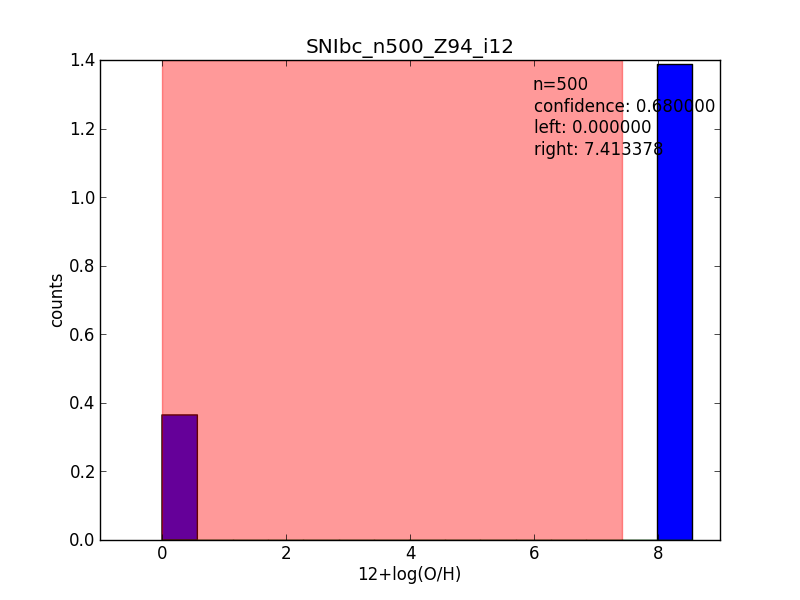 SNIbc_n500_Z94_i12
1.4
1.2
1.0
0.8
0.6
0.4
0.2
0.0
counts
n=500
confidence: 0.680000
left: 0.000000
right: 7.413378
0 2 4 6 8
12+log(O/H)